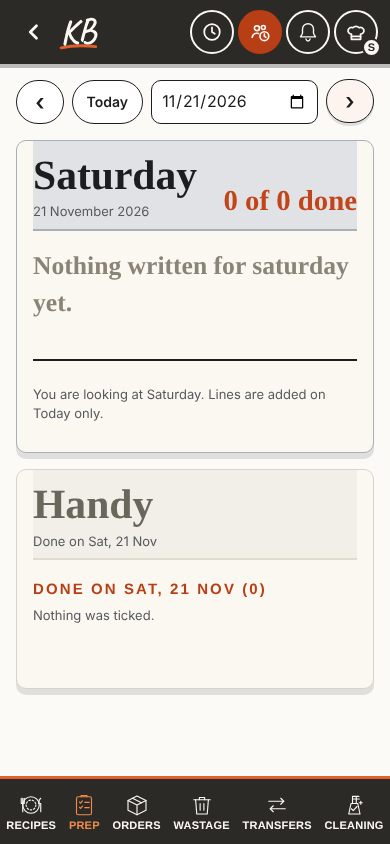 KB
S
Today
11/21/2026
Saturday
21 November 2026
0 of 0 done
Nothing written for saturday
yet.
You are looking at Saturday. Lines are added on
Today only.
Handy
Done on Sat, 21 Nov
DONE ON SAT, 21 NOV (0)
Nothing was ticked.
RECIPES PREP ORDERS WASTAGE TRANSFERS CLEANING